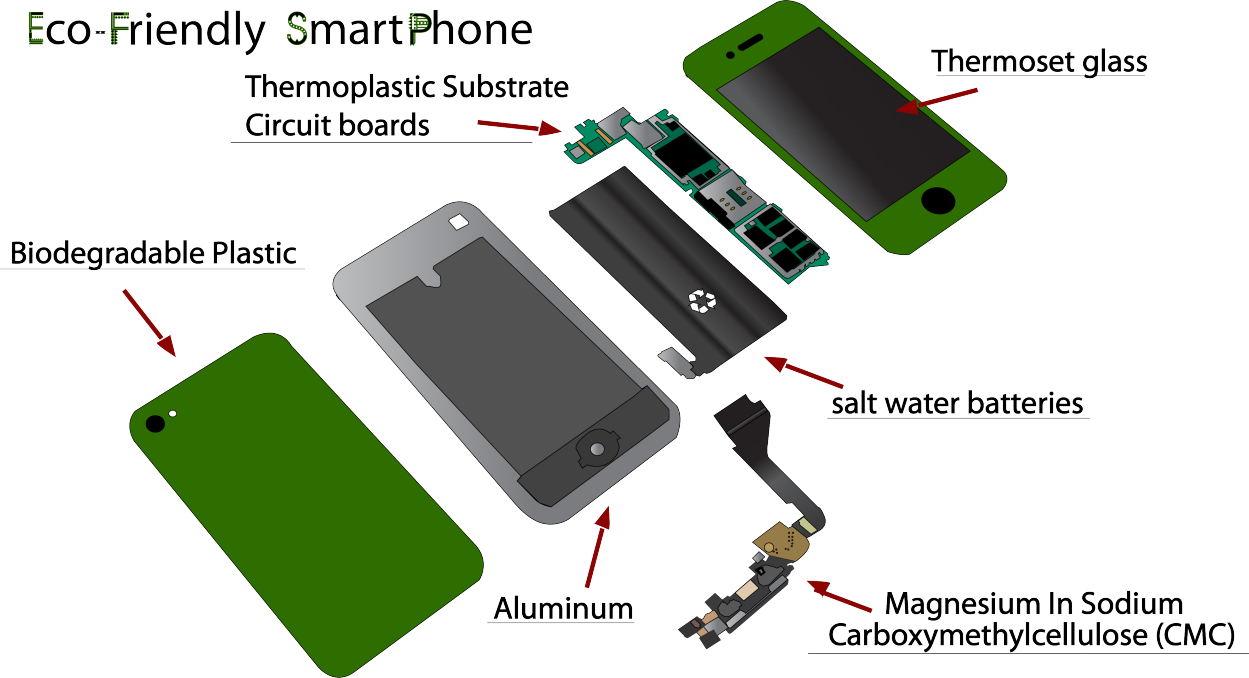 Eco-Friendly SmartPhone
Thermoset glass
Thermoplastic Substrate
Circuit boards
Biodegradable Plastic
salt water batteries
Aluminum
Magnesium In Sodium
Carboxymethylcellulose (CMC)